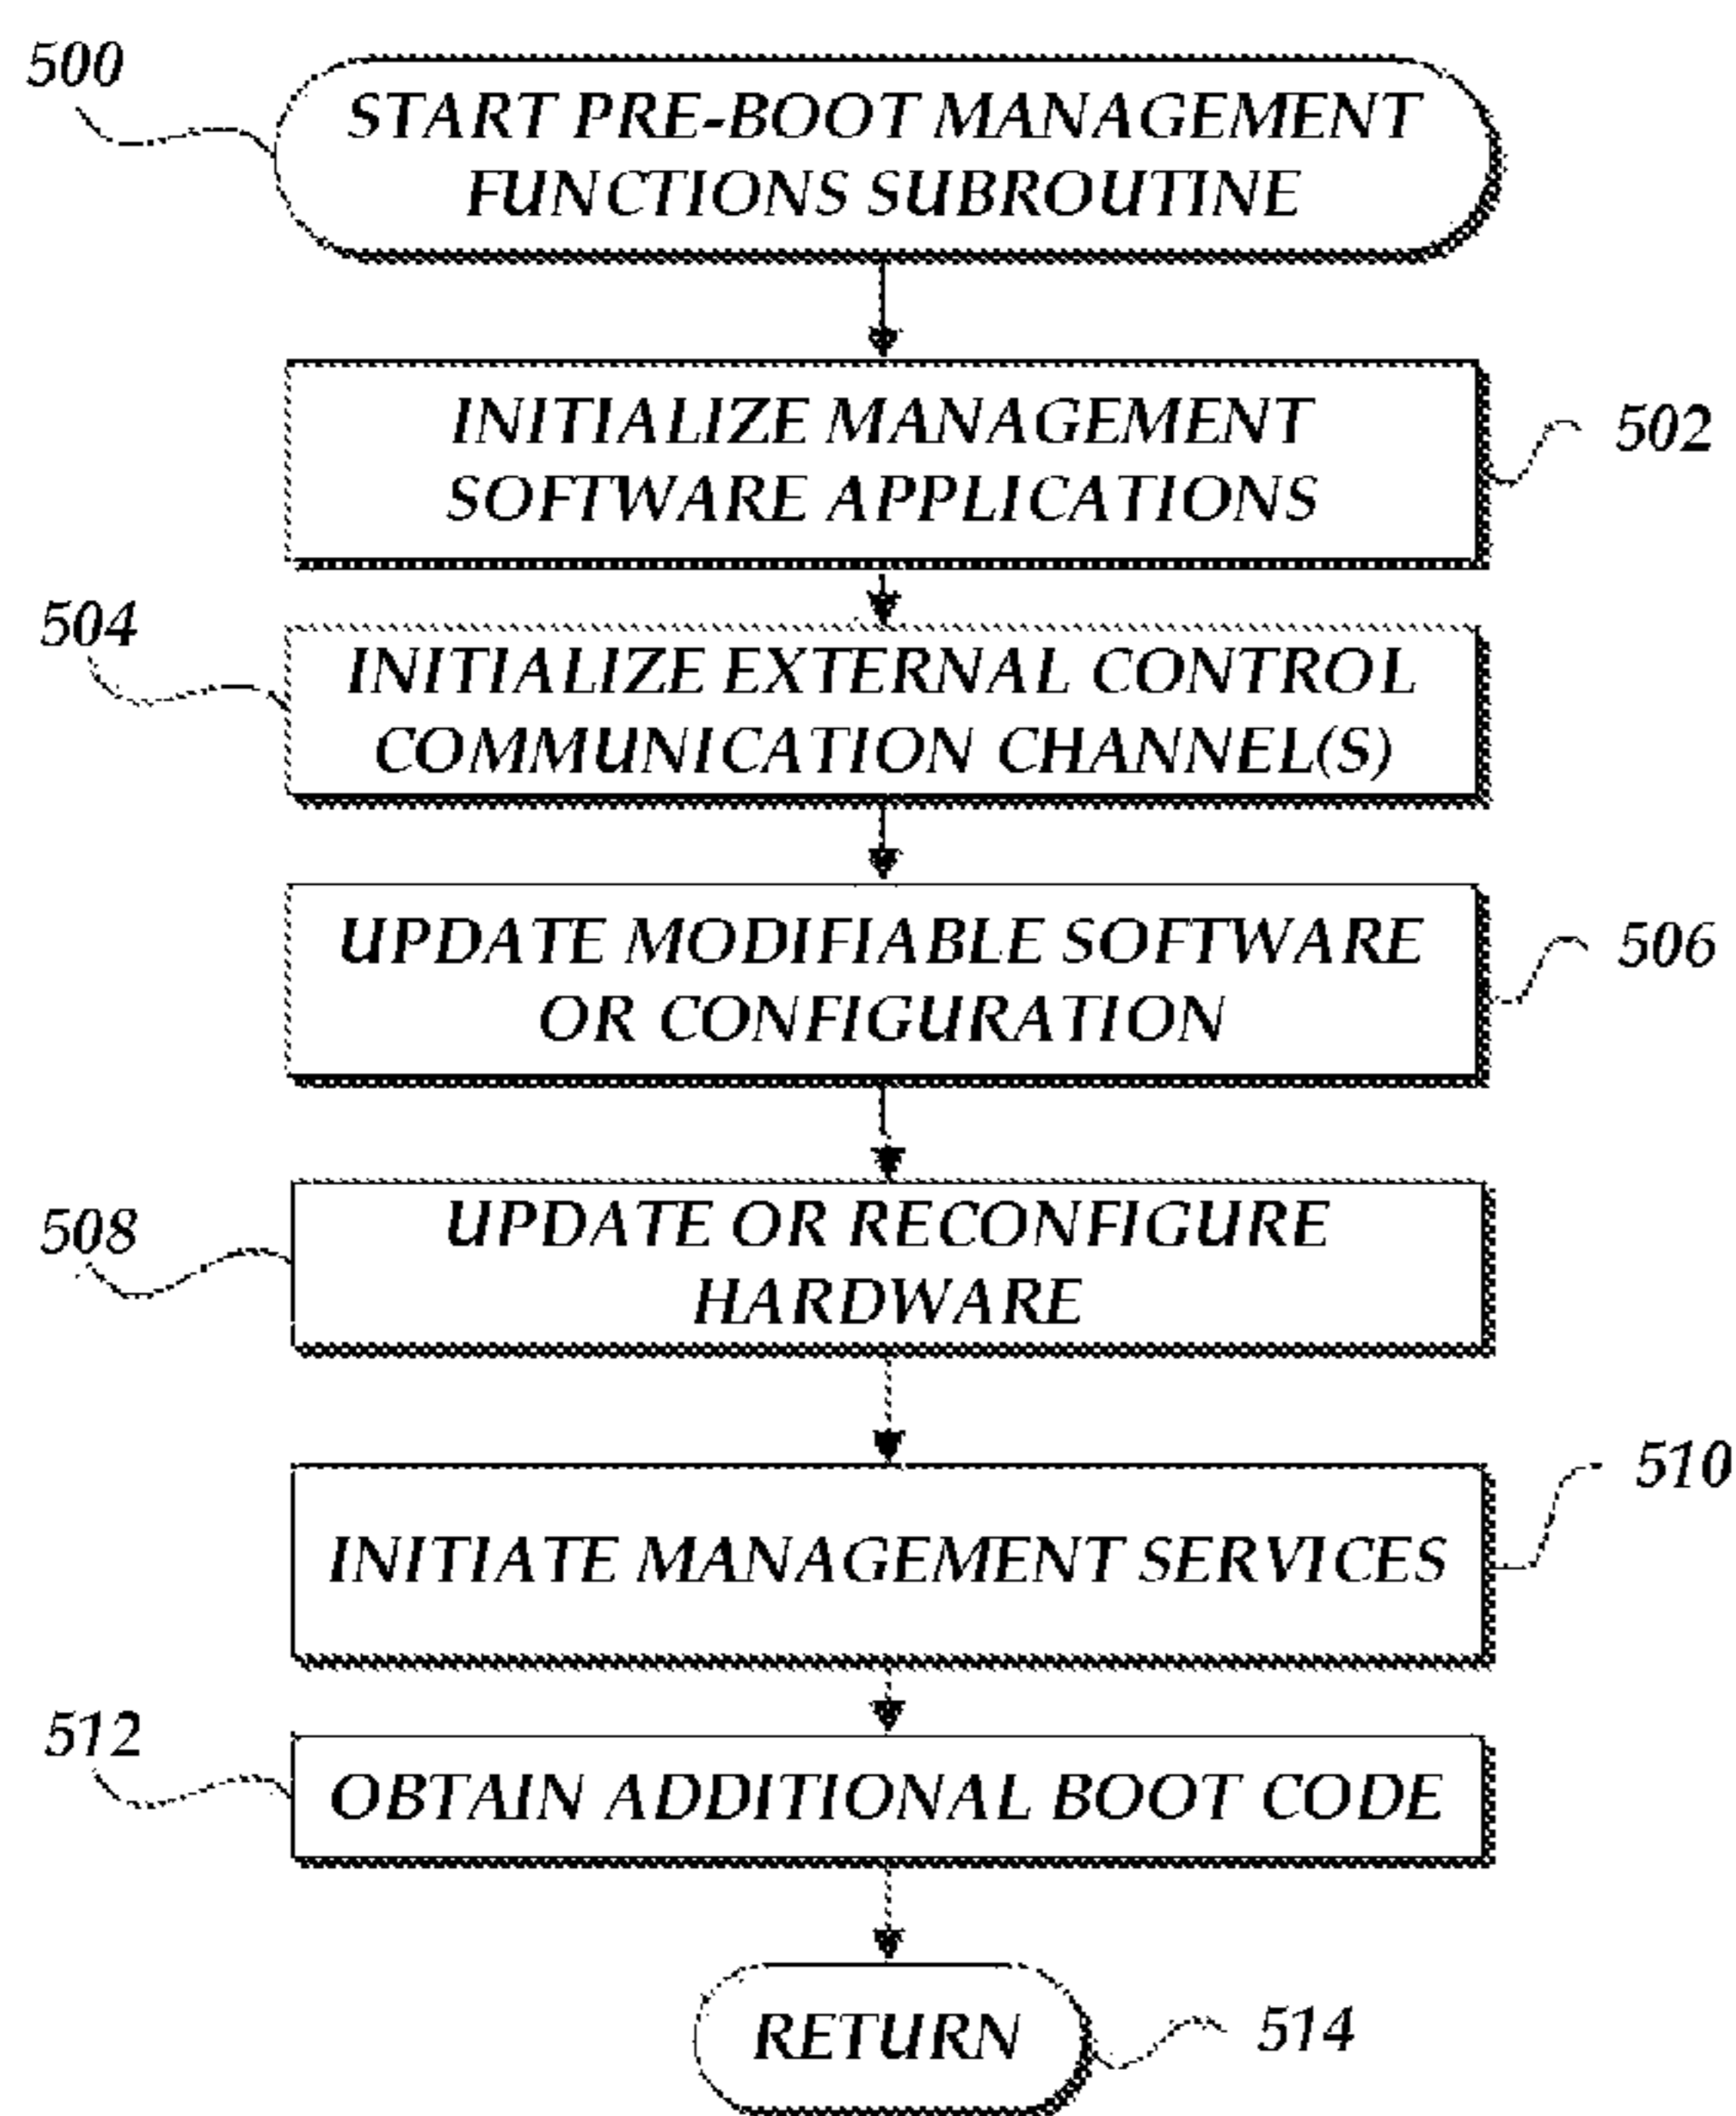 500
START PRE-BOOT MANAGEMENT
FUNCTIONS SUBROUTINE
INITIALIZE MANAGEMENT
SOFTWARE APPLICATIONS
502
504
INITIALIZE EXTERNAL CONTROL
COMMUNICATION CHANNEL(S)
UPDATE MODIFIABLE SOFTWARE
OR CONFIGURATION
506
508
UPDATE OR RECONFIGURE
HARDWARE
INITIATE MANAGEMENT SERVICES
510
512
OBTAIN ADDITIONAL BOOT CODE
RETURN
514